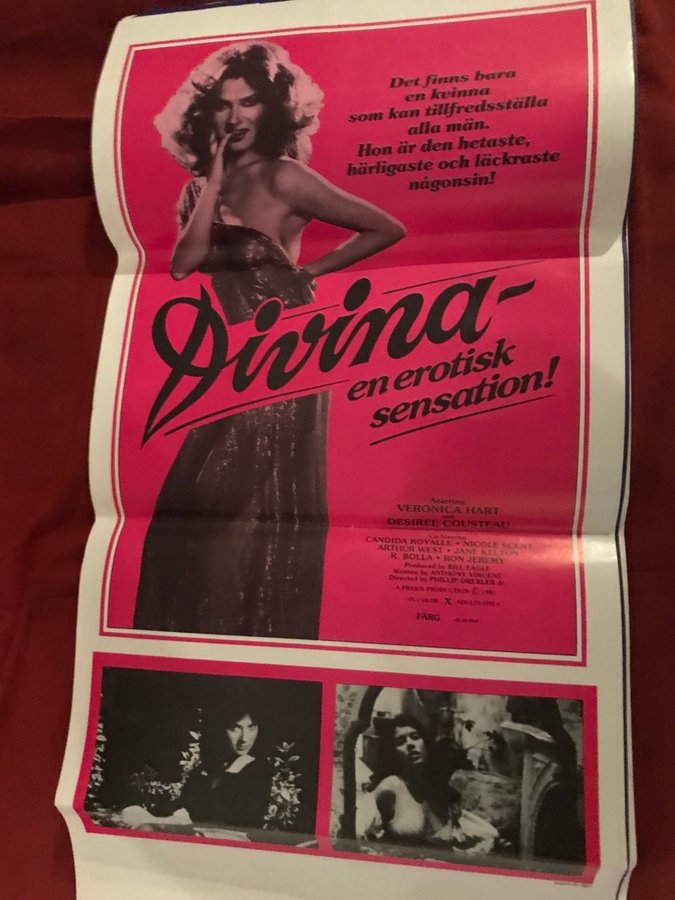 Det finns bara
en kvinna
som kan tillfredsställa
alla män.
Hon är den hetaste,
härligaste och läckraste
någonsin!
Divina-
en erotisk
sensation!
Starring
VERONICA HART
and
DESIREE COUSTEAU
Co-Starring
CANDIDA ROYALLE • NICOLE SCENT
ARTHUR WEST • JANE KELTON
R. BOLLA • RON JEREMY
Produced by BILL EAGLE
Written by ANTHONY VINCENT
Directed by PHILLIP DREXLER Jr.
A PRAXIS PRODUCTION © 1981
IN COLOR X ADULTS ONLY
FÄRG.